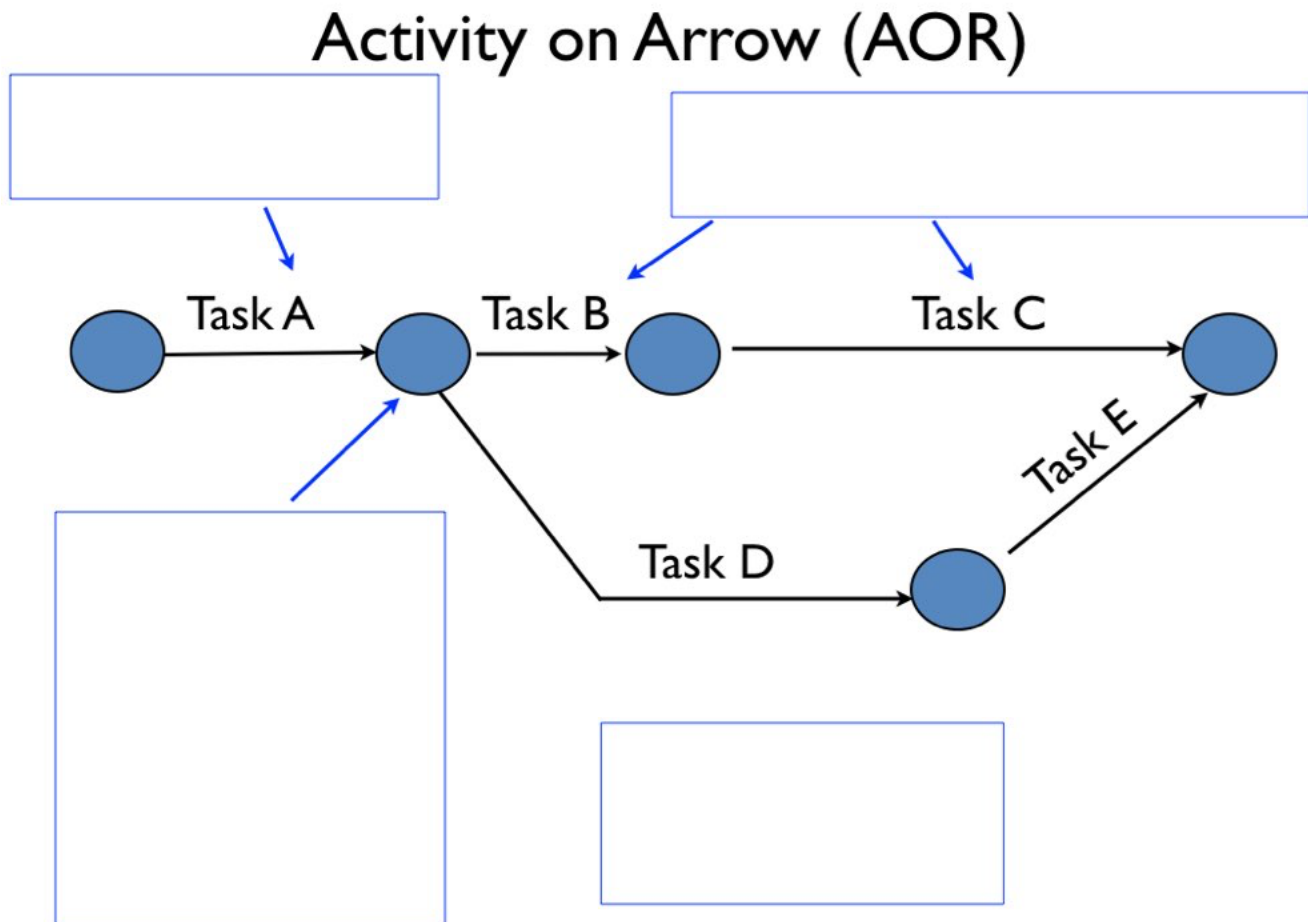 Activity on Arrow (AOR)
Task A
Task B
Task C
Task E
Task D